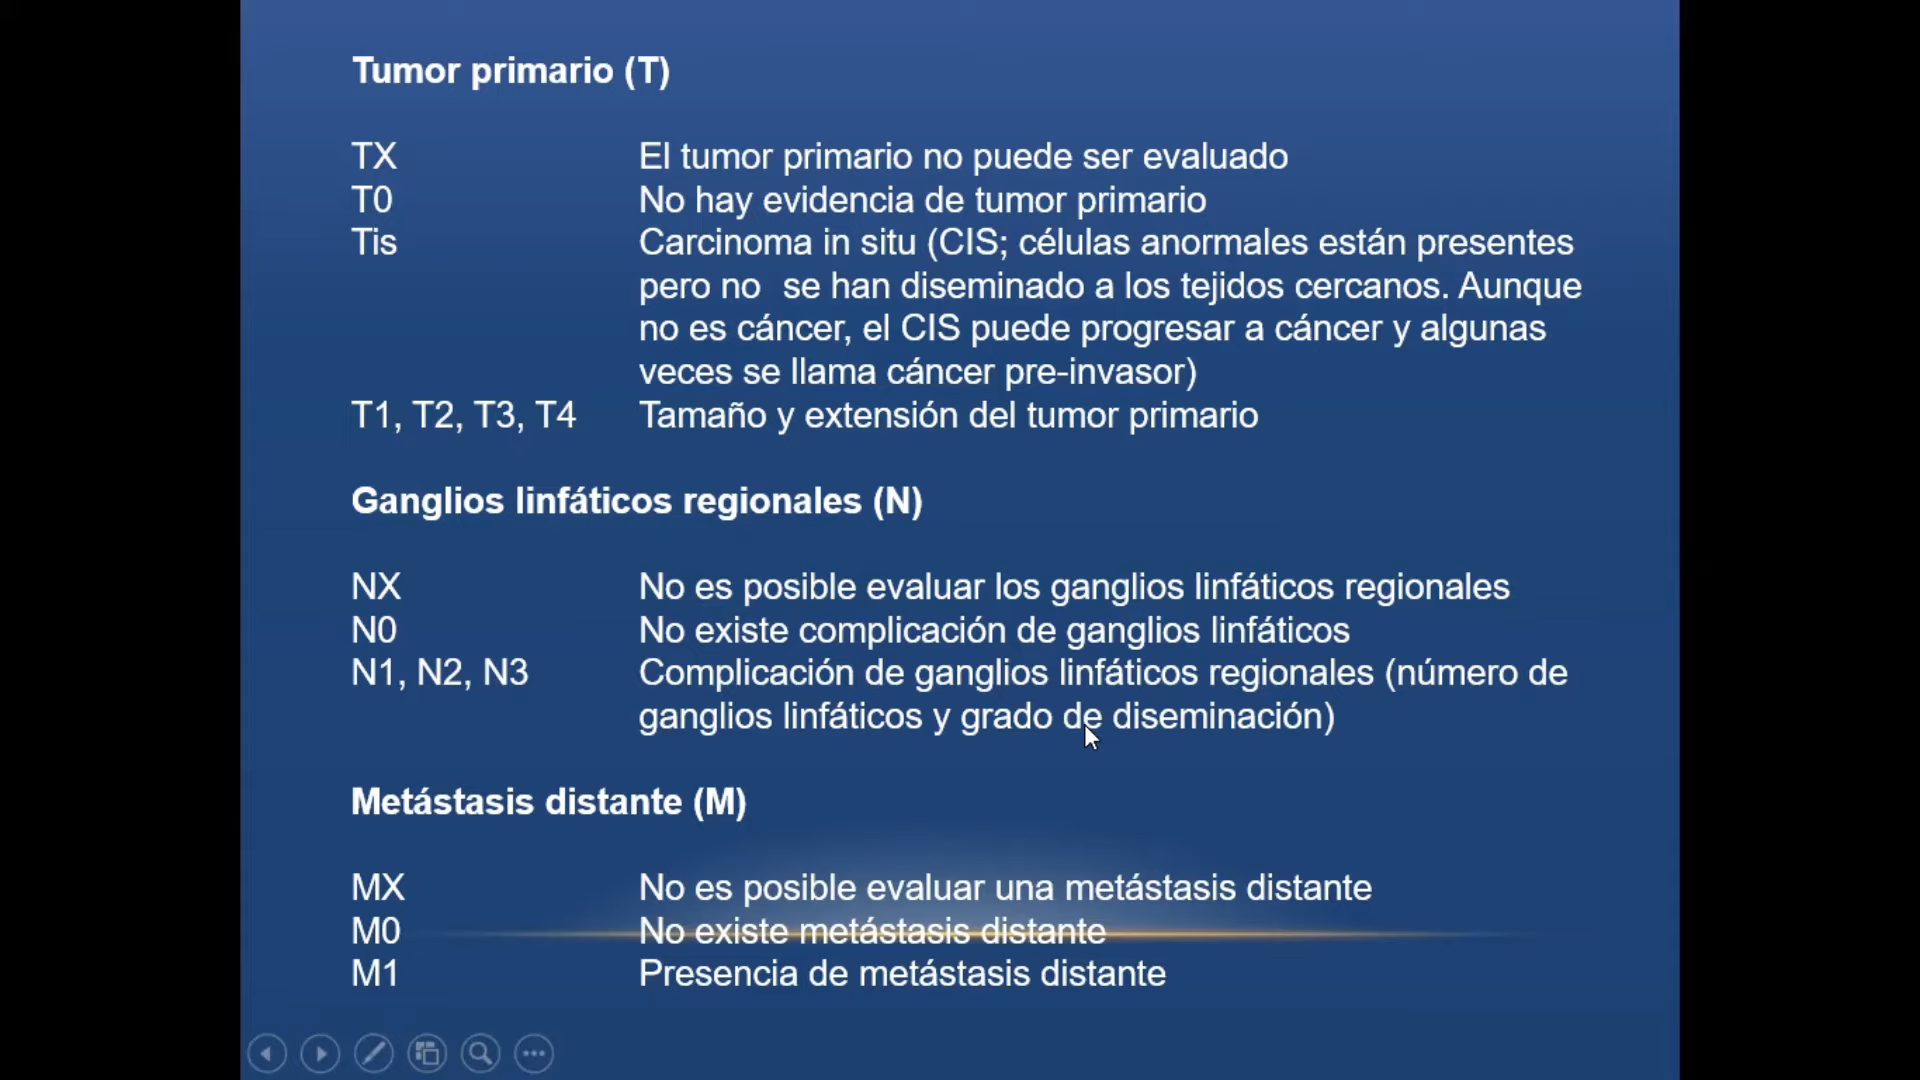 Tumor primario (T)
TX El tumor primario no puede ser evaluado
T0 No hay evidencia de tumor primario
Tis Carcinoma in situ (CIS; células anormales están presentes
pero no se han diseminado a los tejidos cercanos. Aunque
no es cáncer, el CIS puede progresar a cáncer y algunas
veces se llama cáncer pre-invasor)
T1, T2, T3, T4 Tamaño y extensión del tumor primario
Ganglios linfáticos regionales (N)
NX No es posible evaluar los ganglios linfáticos regionales
N0 No existe complicación de ganglios linfáticos
N1, N2, N3 Complicación de ganglios linfáticos regionales (número de
ganglios linfáticos y grado de diseminación)
Metástasis distante (M)
MX No es posible evaluar una metástasis distante
M0 No existe metástasis distante
M1 Presencia de metástasis distante